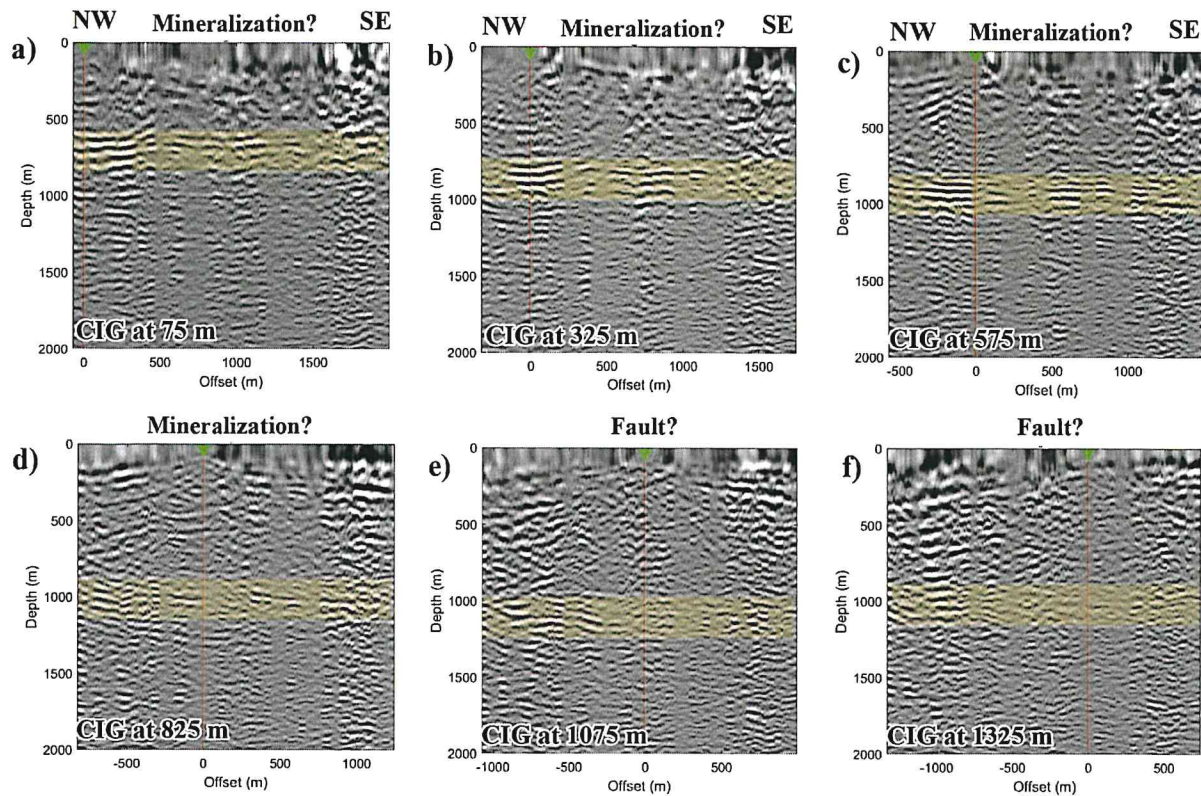 NW Mineralization? SE
a)
0
500
1000
1500
2000
Depth (m)
CIG at 75 m
0 500 1000 1500
Offset (m)
NW Mineralization? SE
b)
0
500
1000
1500
2000
Depth (m)
CIG at 325 m
0 500 1000 1500
Offset (m)
NW Mineralization? SE
c)
0
500
1000
1500
2000
Depth (m)
CIG at 575 m
-500 0 500 1000
Offset (m)
Mineralization?
d)
0
500
1000
1500
2000
Depth (m)
CIG at 825 m
-500 0 500 1000
Offset (m)
Fault?
e)
0
500
1000
1500
2000
Depth (m)
CIG at 1075 m
-1000 -500 0 500
Offset (m)
Fault?
f)
0
500
1000
1500
2000
Depth (m)
CIG at 1325 m
-1000 -500 0 500
Offset (m)